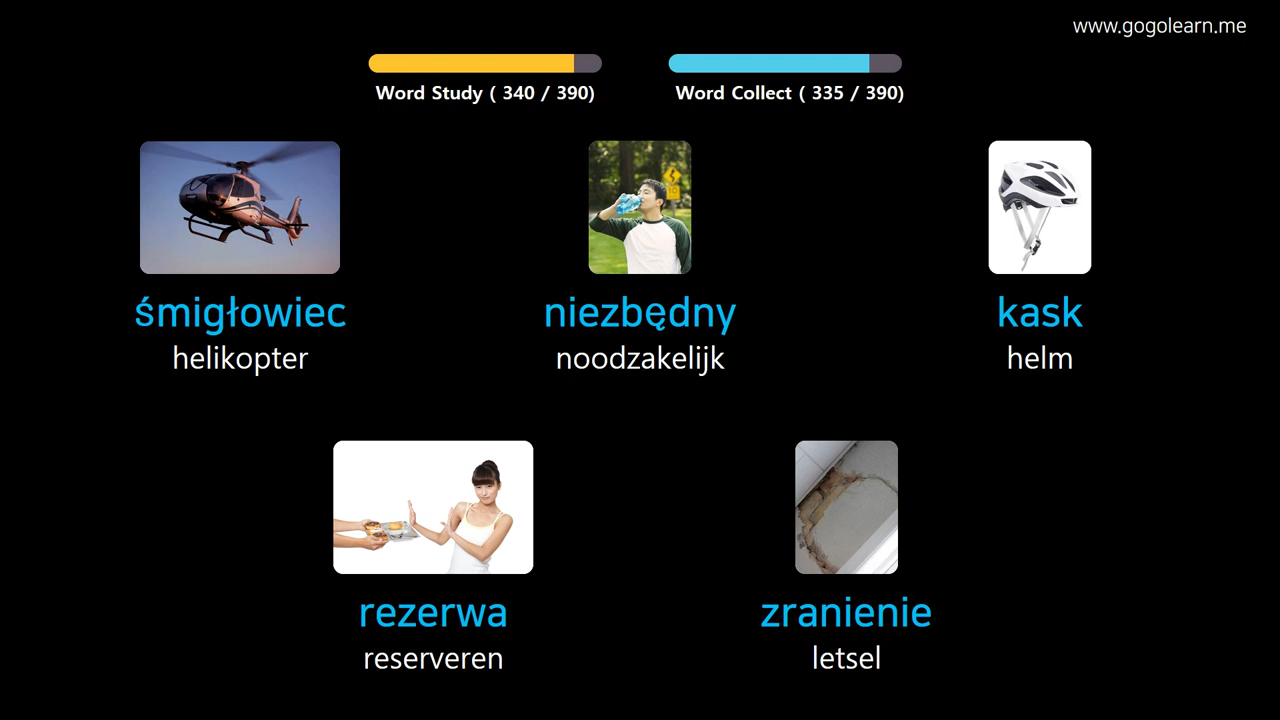 www.gogolearn.me
Word Study ( 340 / 390)
Word Collect ( 335 / 390)
śmigłowiec
helikopter
niezbędny
noodzakelijk
kask
helm
rezerwa
reserveren
zranienie
letsel